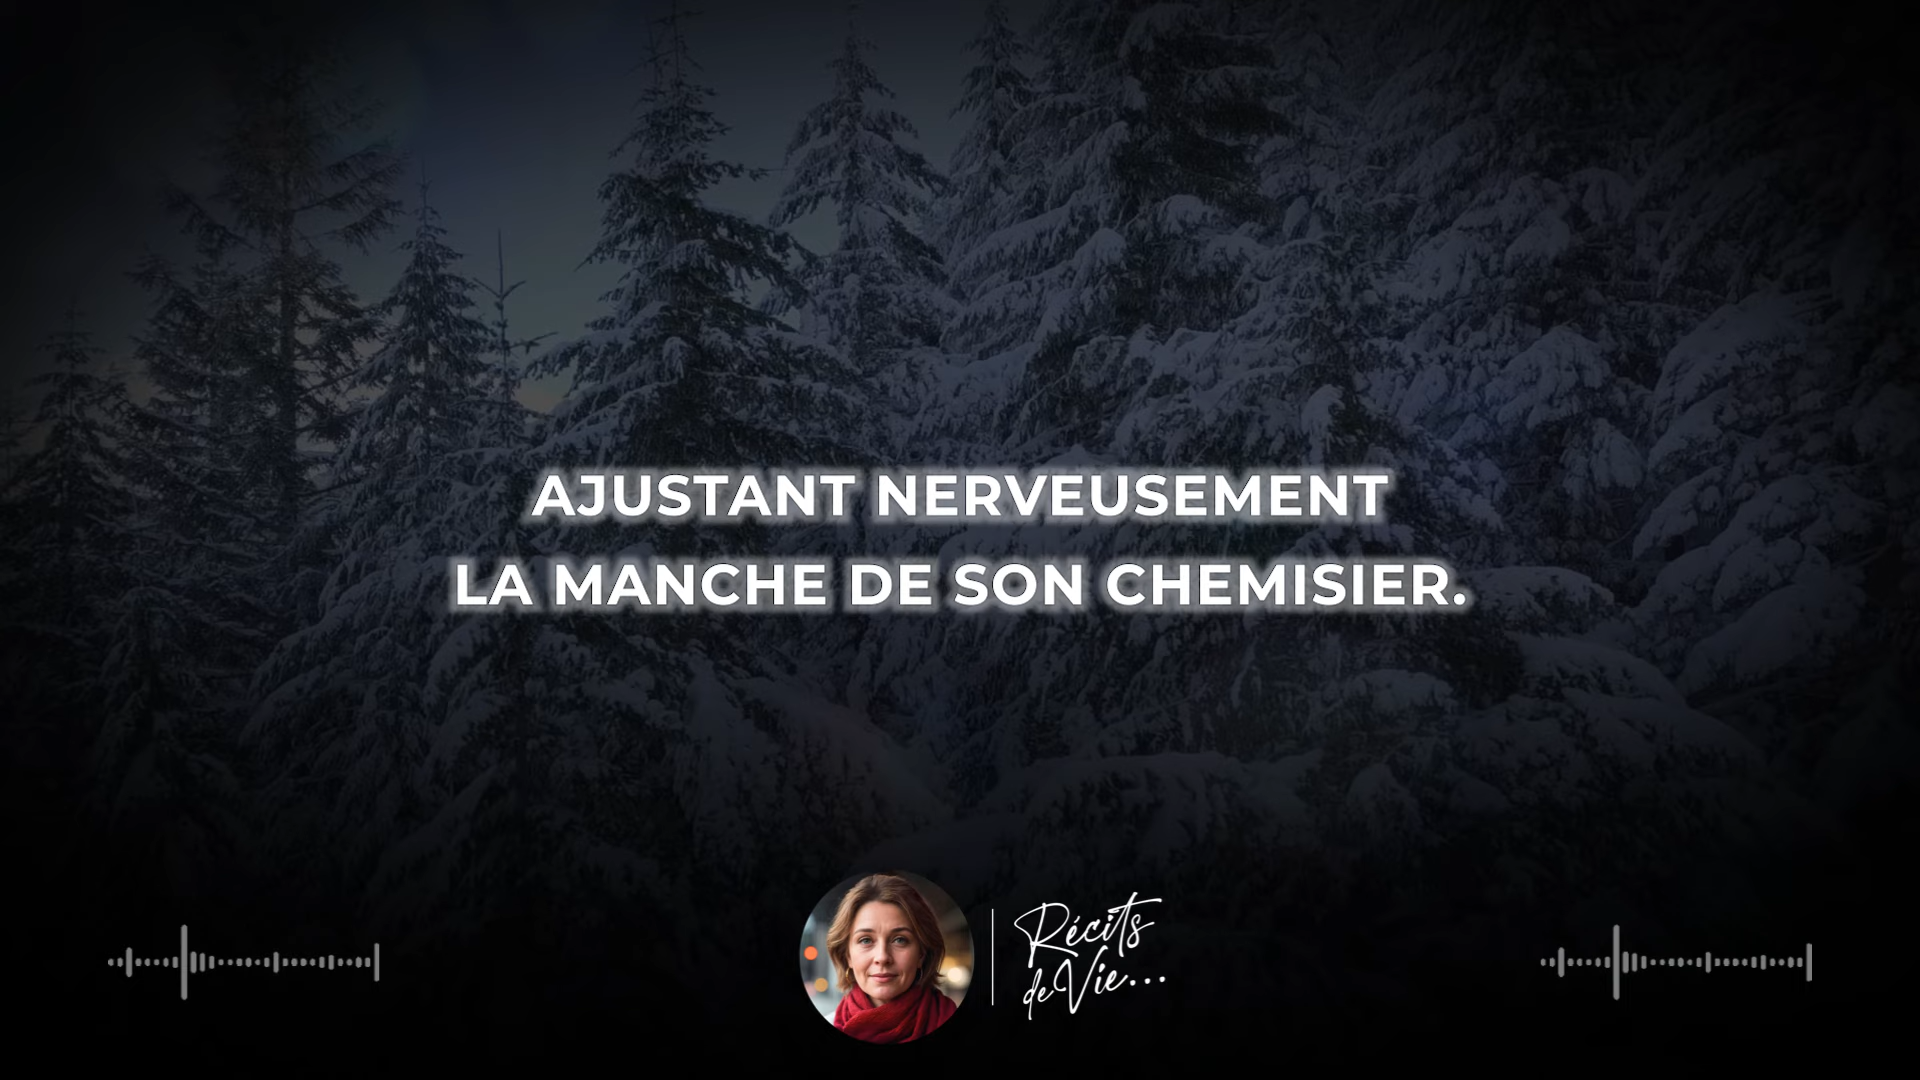 AJUSTANT NERVEUSEMENT
LA MANCHE DE SON CHEMISIER.
Récits
de Vie...